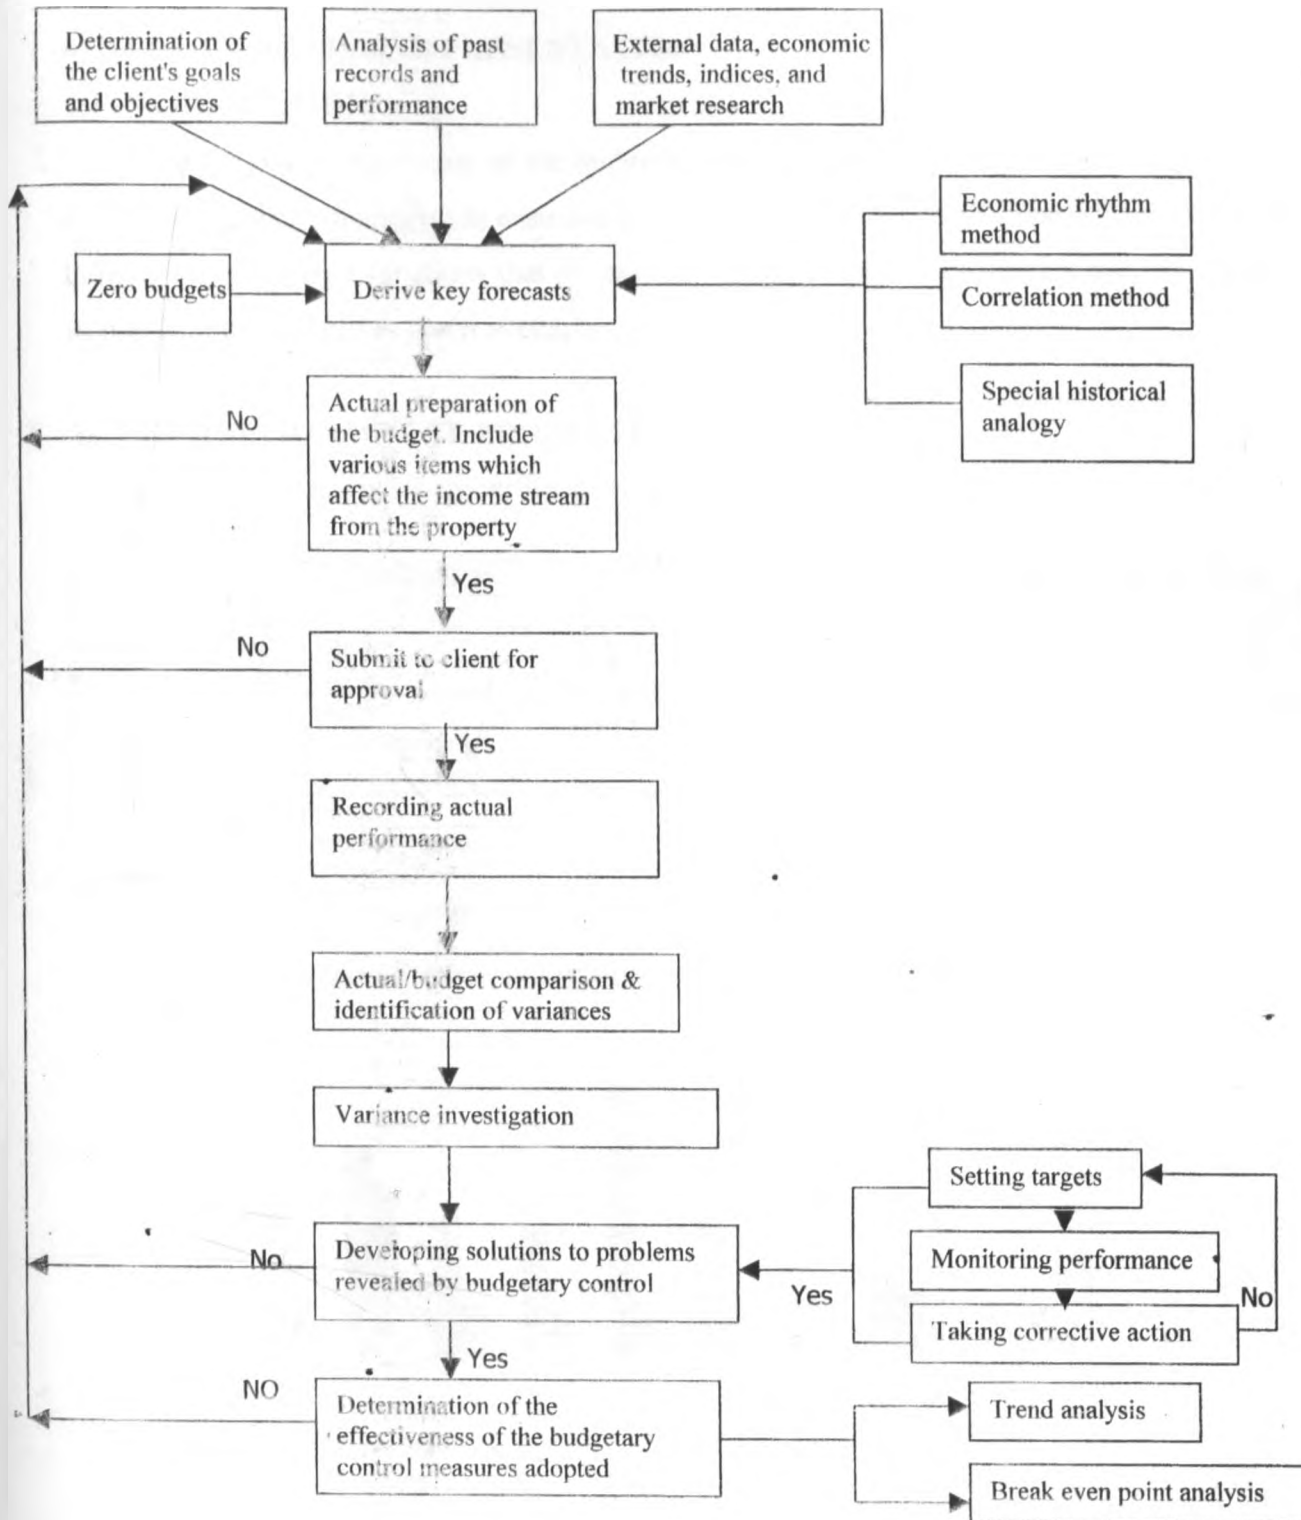 Determination of
the client's goals
and objectives
Analysis of past
records and
performance
External data, economic
trends, indices, and
market research
Economic rhythm
method
Zero budgets
Derive key forecasts
Correlation method
Special historical
analogy
No
Actual preparation of
the budget. Include
various items which
affect the income stream
from the property
Yes
No
Submit to client for
approval
Yes
Recording actual
performance
Actual/budget comparison &
identification of variances
Variance investigation
Setting targets
No
Developing solutions to problems
revealed by budgetary control
Yes
Monitoring performance
No
Taking corrective action
Yes
NO
Determination of the
effectiveness of the budgetary
control measures adopted
Trend analysis
Break even point analysis